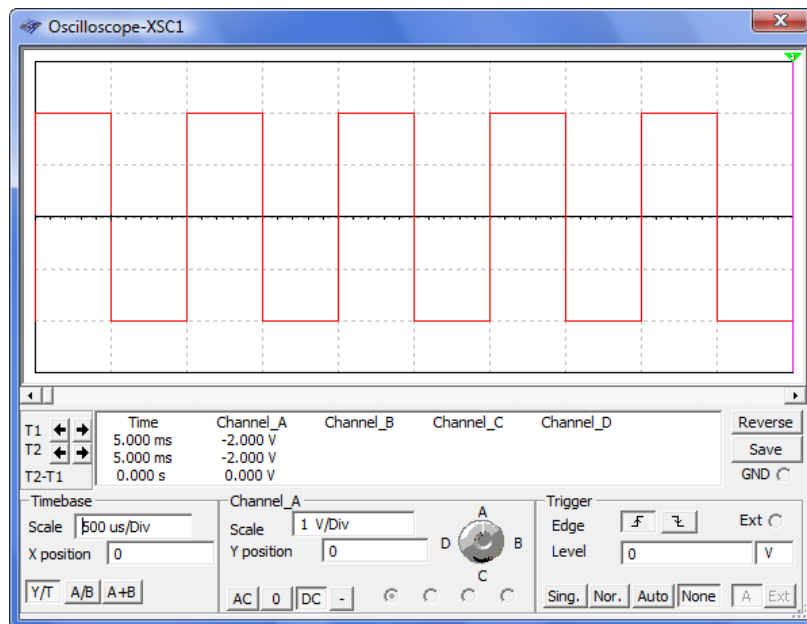 Oscilloscope-XSC1
T1
T2
T2-T1
Time Channel_A Channel_B Channel_C Channel_D
5.000 ms -2.000 V
5.000 ms -2.000 V
0.000 s 0.000 V
Reverse
Save
GND
Timebase
Scale 500 us/Div
X position 0
Y/T A/B A+B
Channel_A
Scale 1 V/Div
Y position 0
A
D B
C
AC 0 DC -
Trigger
Edge Ext
Level 0 V
Sing. Nor. Auto None A Ext